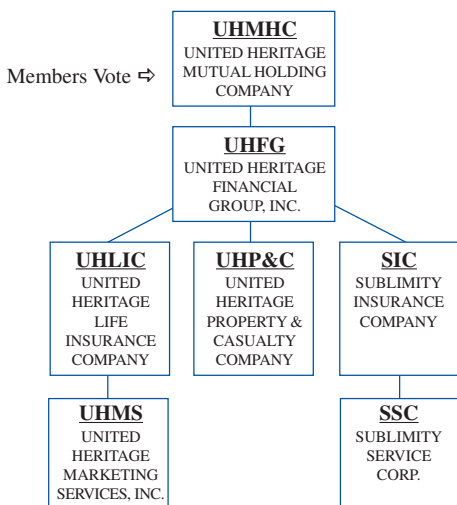 UHMHC
UNITED HERITAGE
MUTUAL HOLDING
COMPANY
Members Vote ⇨
UHFG
UNITED HERITAGE
FINANCIAL
GROUP, INC.
UHLIC
UNITED
HERITAGE
LIFE
INSURANCE
COMPANY
UHP&C
UNITED
HERITAGE
PROPERTY &
CASUALTY
COMPANY
SIC
SUBLIMITY
INSURANCE
COMPANY
UHMS
UNITED
HERITAGE
MARKETING
SERVICES, INC.
SSC
SUBLIMITY
SERVICE
CORP.